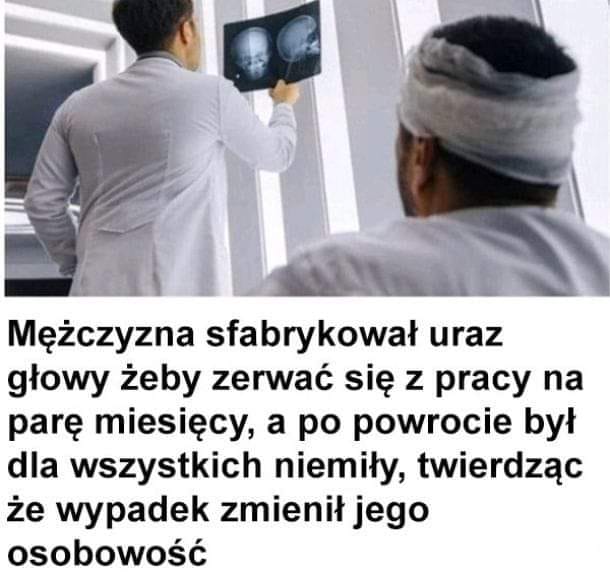 Mężczyzna sfabrykował uraz
głowy żeby zerwać się z pracy na
parę miesięcy, a po powrocie był
dla wszystkich niemiły, twierdząc
że wypadek zmienił jego
osobowość